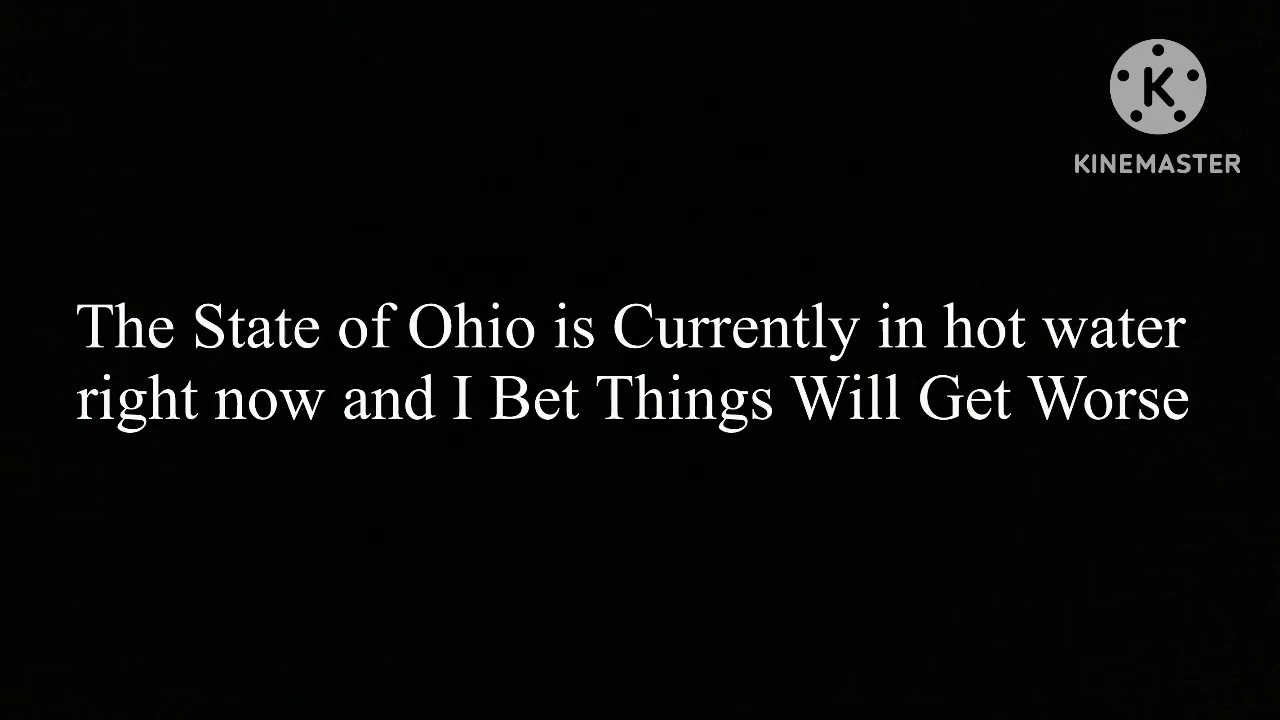 K
KINEMASTER
The State of Ohio is Currently in hot water
right now and I Bet Things Will Get Worse